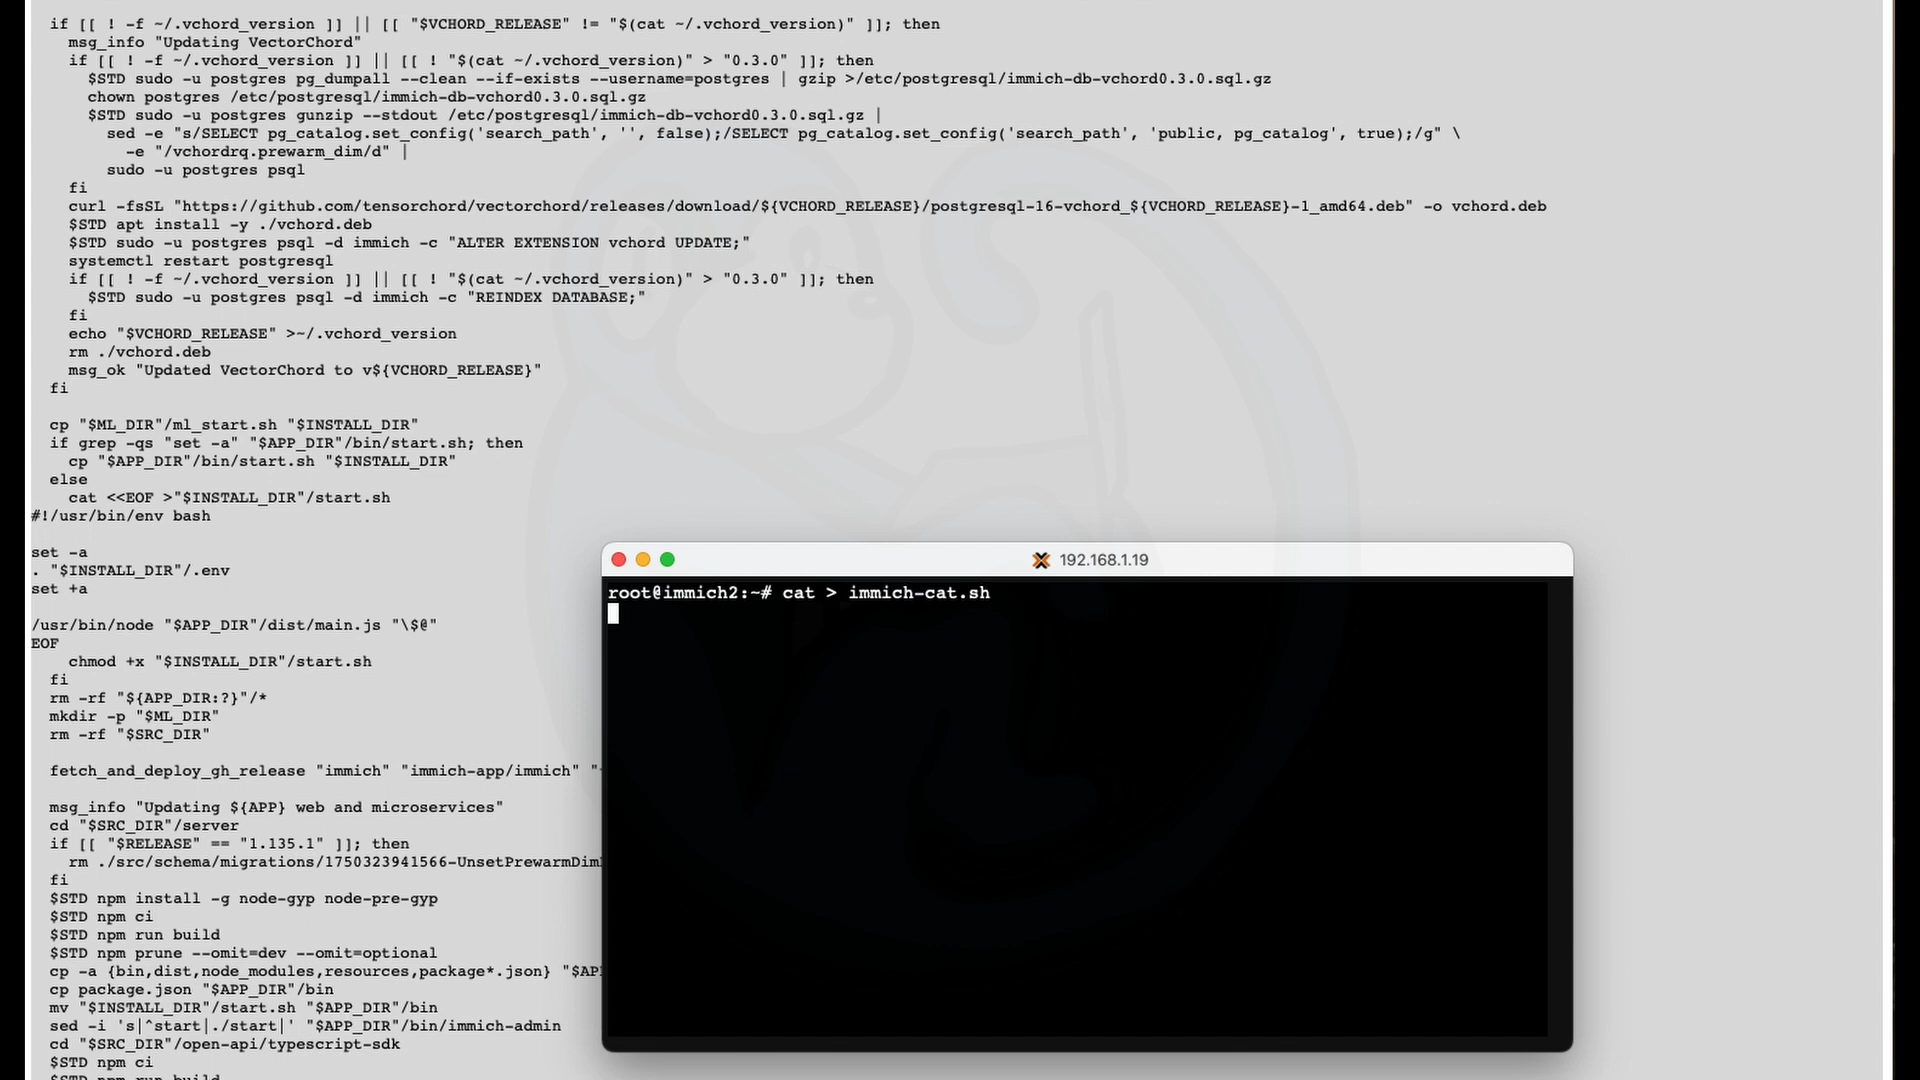 if [[ ! -f ~/.vchord_version ]] || [[ "$VCHORD_RELEASE" != "$(cat ~/.vchord_version)" ]]; then
msg_info "Updating VectorChord"
if [[ ! -f ~/.vchord_version ]] || [[ ! "$(cat ~/.vchord_version)" > "0.3.0" ]]; then
$STD sudo -u postgres pg_dumpall --clean --if-exists --username=postgres | gzip >/etc/postgresql/immich-db-vchord0.3.0.sql.gz
chown postgres /etc/postgresql/immich-db-vchord0.3.0.sql.gz
$STD sudo -u postgres gunzip --stdout /etc/postgresql/immich-db-vchord0.3.0.sql.gz |
sed -e "s/SELECT pg_catalog.set_config('search_path', '', false);/SELECT pg_catalog.set_config('search_path', 'public, pg_catalog', true);/g" \
-e "/vchordrq.prewarm_dim/d" |
sudo -u postgres psql
fi
curl -fsSL "https://github.com/tensorchord/vectorchord/releases/download/${VCHORD_RELEASE}/postgresql-16-vchord_${VCHORD_RELEASE}-1_amd64.deb" -o vchord.deb
$STD apt install -y ./vchord.deb
$STD sudo -u postgres psql -d immich -c "ALTER EXTENSION vchord UPDATE;"
systemctl restart postgresql
if [[ ! -f ~/.vchord_version ]] || [[ ! "$(cat ~/.vchord_version)" > "0.3.0" ]]; then
$STD sudo -u postgres psql -d immich -c "REINDEX DATABASE;"
fi
echo "$VCHORD_RELEASE" >~/.vchord_version
rm ./vchord.deb
msg_ok "Updated VectorChord to v${VCHORD_RELEASE}"
fi
cp "$ML_DIR"/ml_start.sh "$INSTALL_DIR"
if grep -qs "set -a" "$APP_DIR"/bin/start.sh; then
cp "$APP_DIR"/bin/start.sh "$INSTALL_DIR"
else
cat <<EOF >"$INSTALL_DIR"/start.sh
#!/usr/bin/env bash
set -a
. "$INSTALL_DIR"/.env
set +a
/usr/bin/node "$APP_DIR"/dist/main.js "\$@"
EOF
chmod +x "$INSTALL_DIR"/start.sh
fi
rm -rf "${APP_DIR:?}"/*
mkdir -p "$ML_DIR"
rm -rf "$SRC_DIR"
fetch_and_deploy_gh_release "immich" "immich-app/immich"
msg_info "Updating ${APP} web and microservices"
cd "$SRC_DIR"/server
if [[ "$RELEASE" == "1.135.1" ]]; then
rm ./src/schema/migrations/1750323941566-UnsetPrewarmDim
fi
$STD npm install -g node-gyp node-pre-gyp
$STD npm ci
$STD npm run build
$STD npm prune --omit=dev --omit=optional
cp -a {bin,dist,node_modules,resources,package*.json} "$AP
cp package.json "$APP_DIR"/bin
mv "$INSTALL_DIR"/start.sh "$APP_DIR"/bin
sed -i 's|^start|./start|' "$APP_DIR"/bin/immich-admin
cd "$SRC_DIR"/open-api/typescript-sdk
$STD npm ci
$STD npm run build
192.168.1.19
root@immich2:~# cat > immich-cat.sh